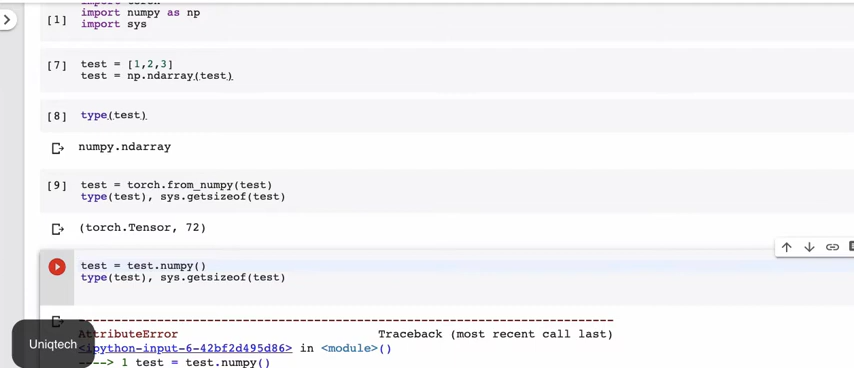 import torch
[1] import numpy as np
import sys
[7] test = [1,2,3]
test = np.ndarray(test)
[8] type(test)
numpy.ndarray
[9] test = torch.from_numpy(test)
type(test), sys.getsizeof(test)
(torch.Tensor, 72)
test = test.numpy()
type(test), sys.getsizeof(test)
---------------------------------------------------------------------------
AttributeError Traceback (most recent call last)
<ipython-input-6-42bf2d495d86> in <module>()
----> 1 test = test.numpy()
Uniqtech